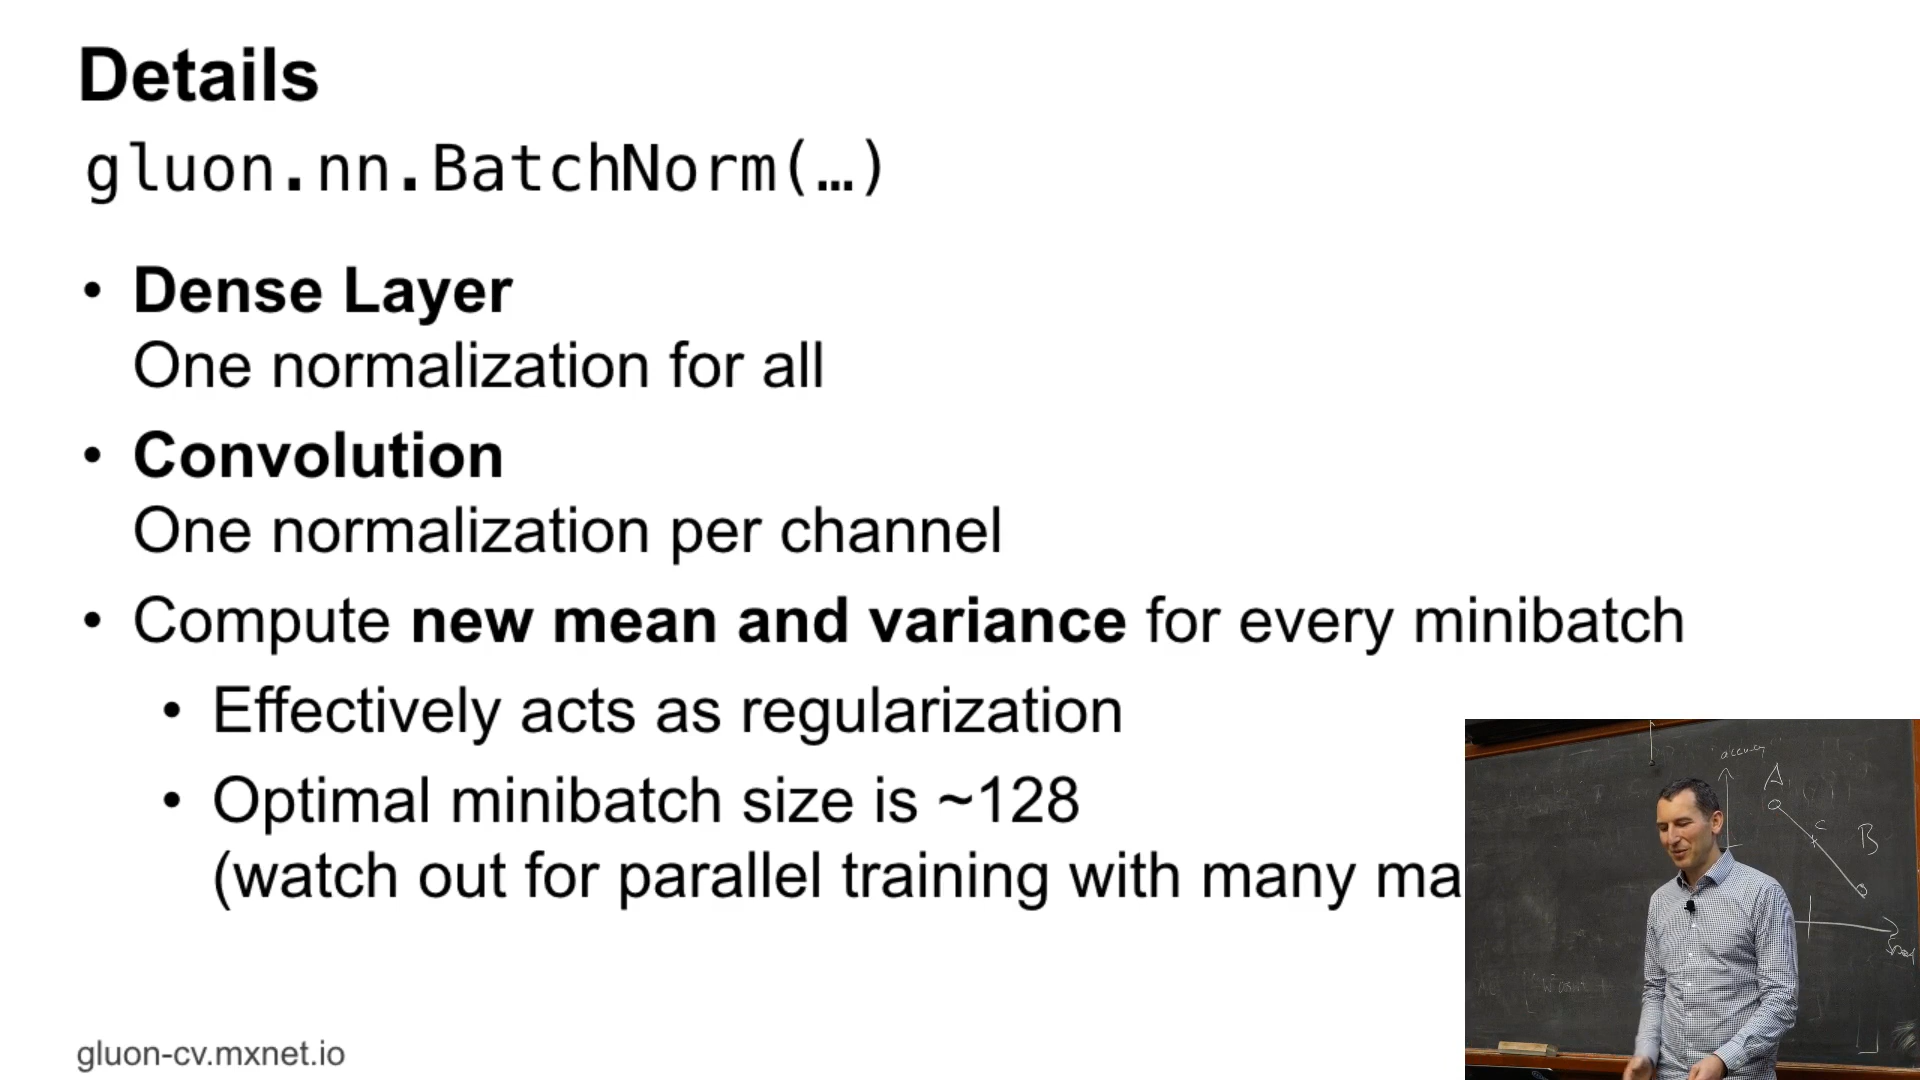 Details
gluon.nn.BatchNorm(…)
• Dense Layer
One normalization for all
• Convolution
One normalization per channel
• Compute new mean and variance for every minibatch
• Effectively acts as regularization
• Optimal minibatch size is ~128
(watch out for parallel training with many ma
gluon-cv.mxnet.io
A
C
B